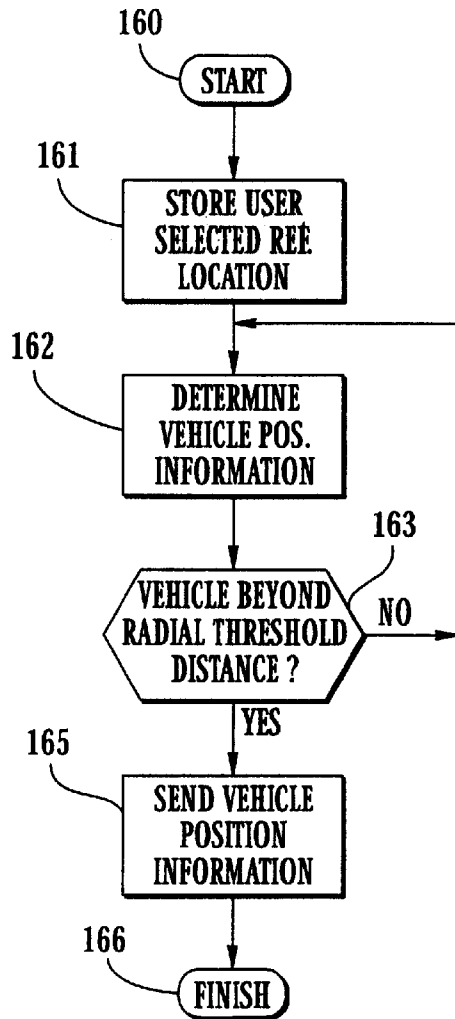 160
START
161
STORE USER
SELECTED REF.
LOCATION
162
DETERMINE
VEHICLE POS.
INFORMATION
163
VEHICLE BEYOND
RADIAL THRESHOLD
DISTANCE ?
NO
YES
165
SEND VEHICLE
POSITION
INFORMATION
166
FINISH